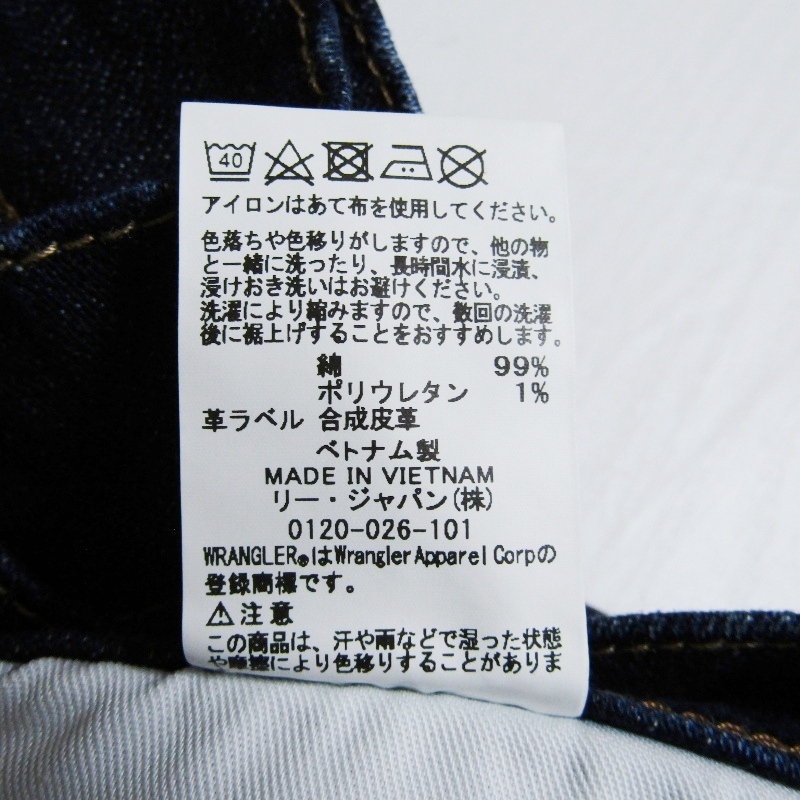 40
アイロンはあて布を使用してください。
色落ちや色移りがしますので、他の物
と一緒に洗ったり、長時間水に浸漬、
浸けおき洗いはお避けください。
洗濯により縮みますので、数回の洗濯
後に裾上げすることをおすすめします。
綿 99%
ポリウレタン 1%
革ラベル 合成皮革
ベトナム製
MADE IN VIETNAM
リー・ジャパン(株)
0120-026-101
WRANGLER®はWrangler Apparel Corpの
登録商標です。
⚠注意
この商品は、汗や雨などで湿った状態
や摩擦により色移りすることがありま